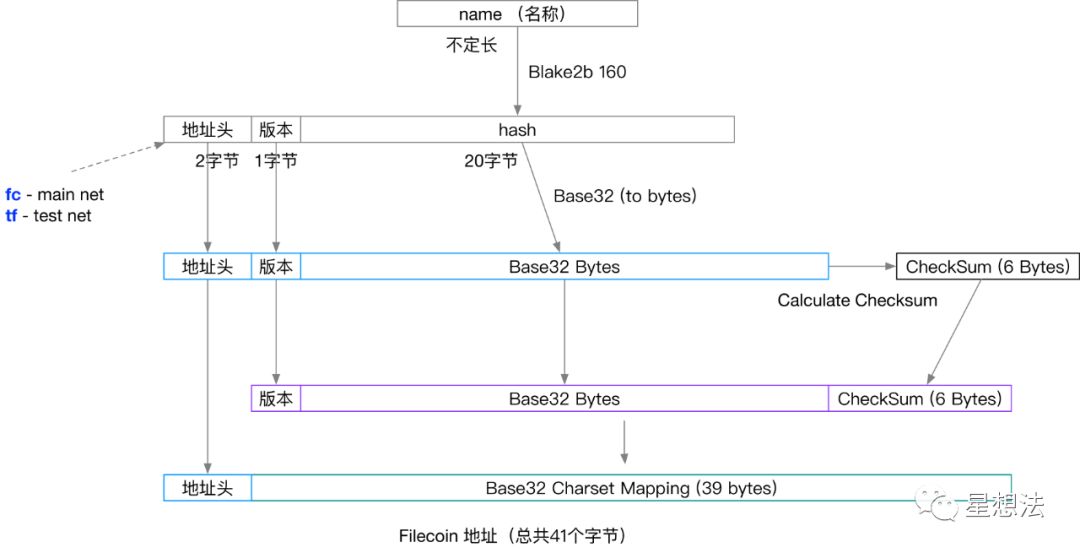 name （名称）
不定长
Blake2b 160
地址头 版本 hash
2字节 1字节 20字节
fc - main net
tf - test net
Base32 (to bytes)
地址头 版本 Base32 Bytes CheckSum (6 Bytes)
Calculate Checksum
版本 Base32 Bytes CheckSum (6 Bytes)
地址头 Base32 Charset Mapping (39 bytes)
星想法
Filecoin 地址（总共41个字节）